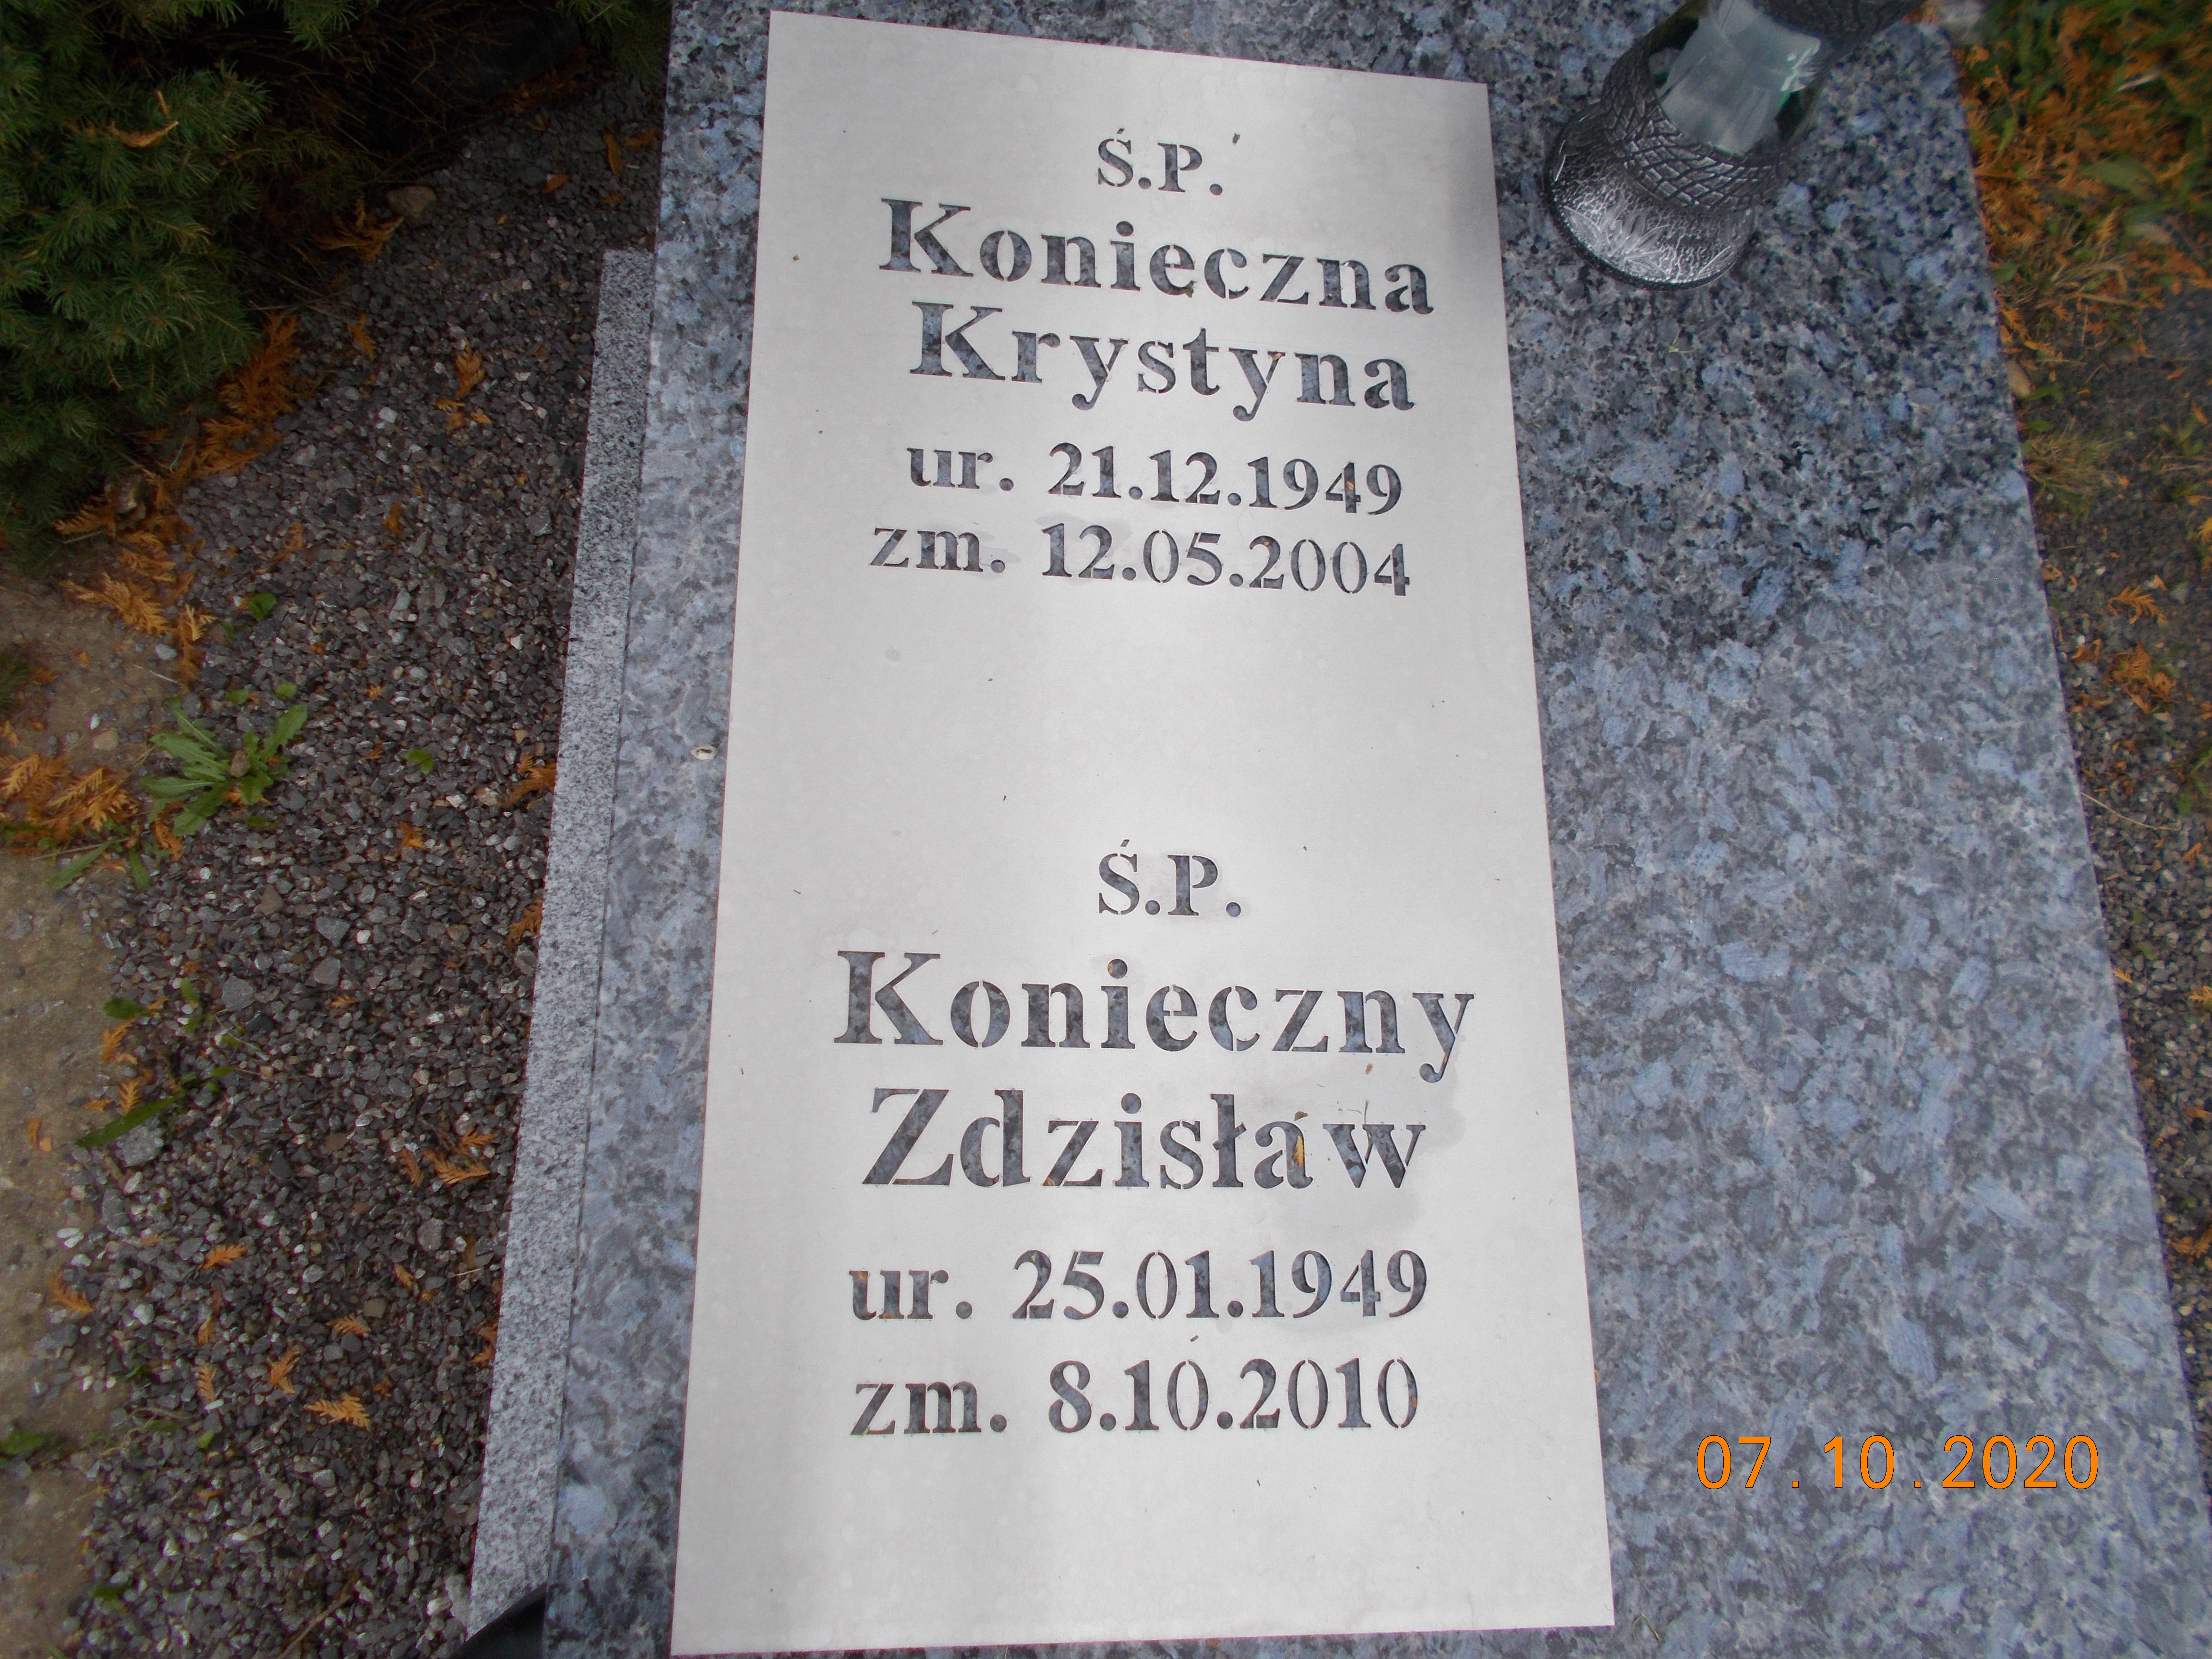 Ś.P.
Konieczna
Krystyna
ur. 21.12.1949
zm. 12.05.2004
Ś.P.
Konieczny
Zdzisław
ur. 25.01.1949
zm. 8.10.2010
07.10.2020